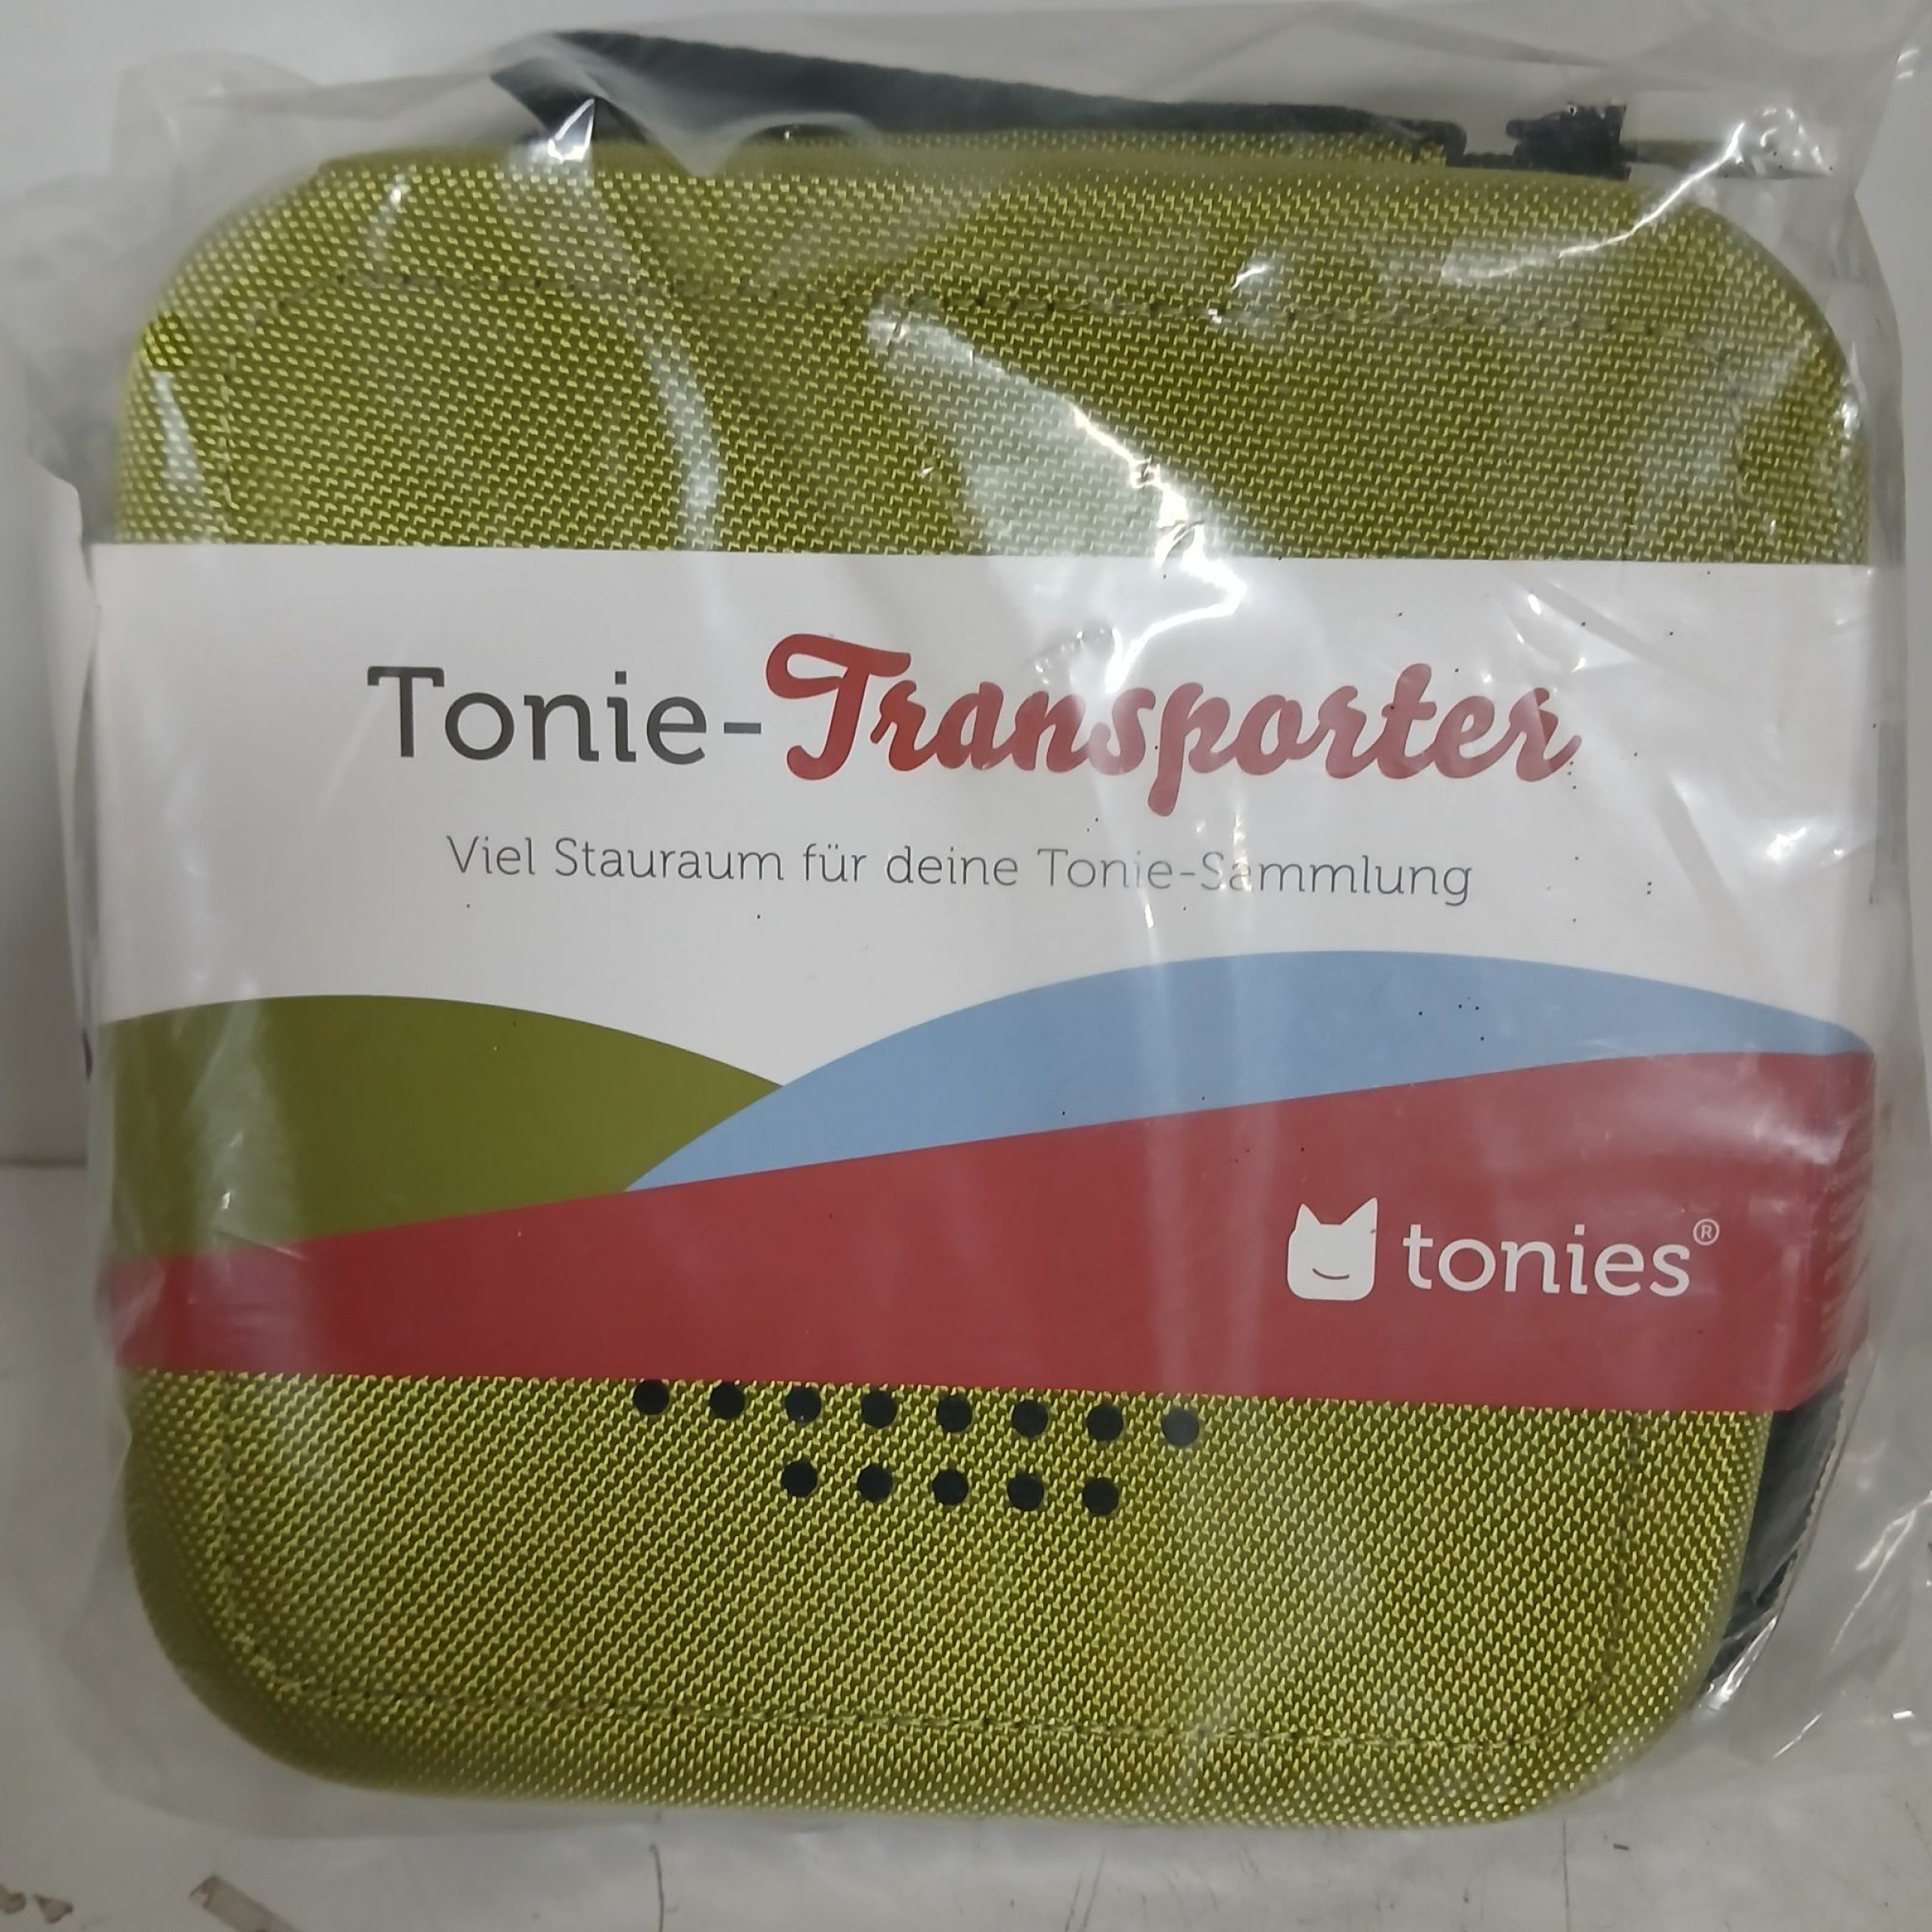 Tonie-Transporter
Viel Stauraum für deine Tonie-Sammlung
tonies®